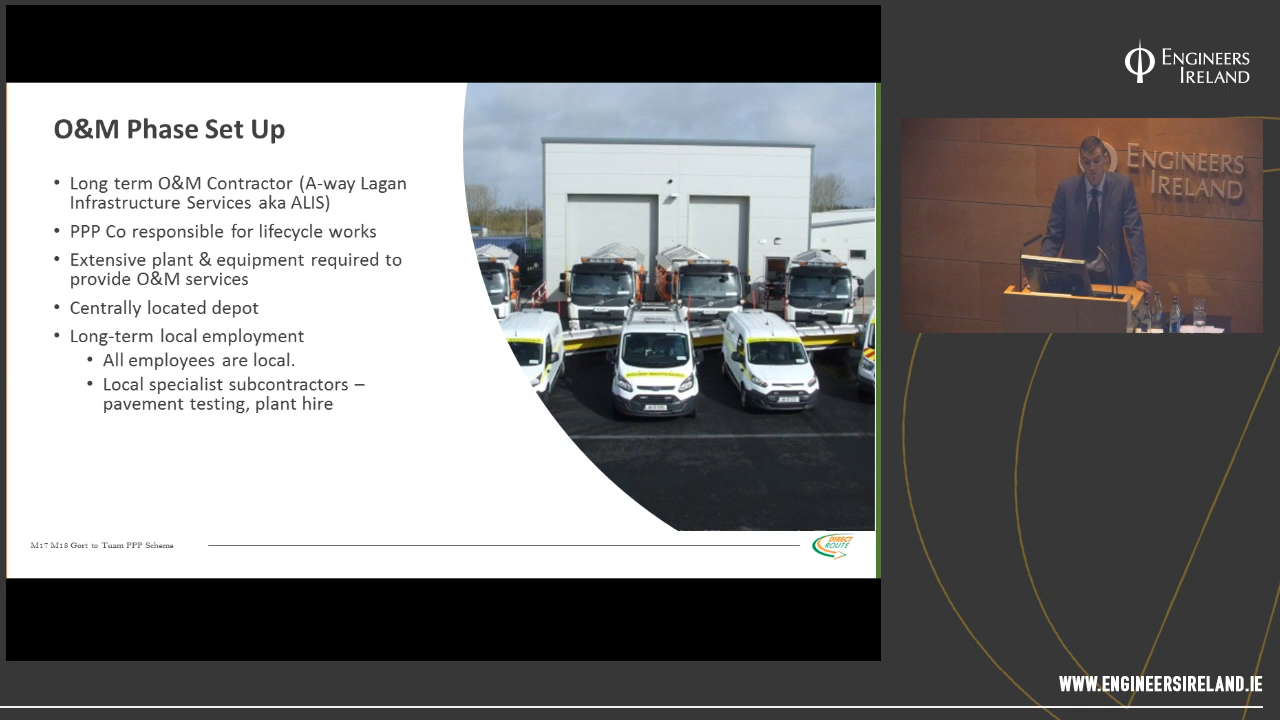 O&M Phase Set Up
• Long term O&M Contractor (A-way Lagan
Infrastructure Services aka ALIS)
• PPP Co responsible for lifecycle works
• Extensive plant & equipment required to
provide O&M services
• Centrally located depot
• Long-term local employment
• All employees are local.
• Local specialist subcontractors –
pavement testing, plant hire
M17 M18 Gort to Tuam PPP Scheme
DIRECT
ROUTE
ENGINEERS
IRELAND
ENGINEERS
IRELAND
WWW.ENGINEERSIRELAND.IE